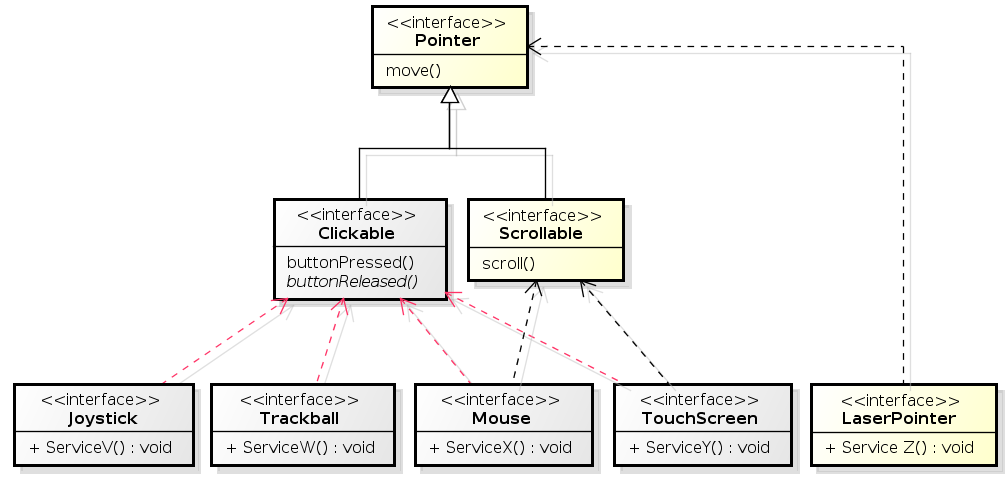 <<interface>>
Pointer
move()
<<interface>>
Clickable
buttonPressed()
buttonReleased()
<<interface>>
Scrollable
scroll()
<<interface>>
Joystick
+ ServiceV() : void
<<interface>>
Trackball
+ ServiceW() : void
<<interface>>
Mouse
+ ServiceX() : void
<<interface>>
TouchScreen
+ ServiceY() : void
<<interface>>
LaserPointer
+ Service Z() : void